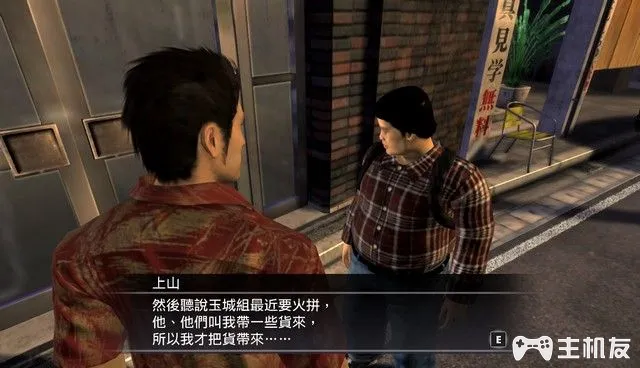 真見学無料
上山
然後聽說玉城組最近要火拼，
他、他們叫我帶一些貨來，
所以我才把貨帶來……
E
主机友